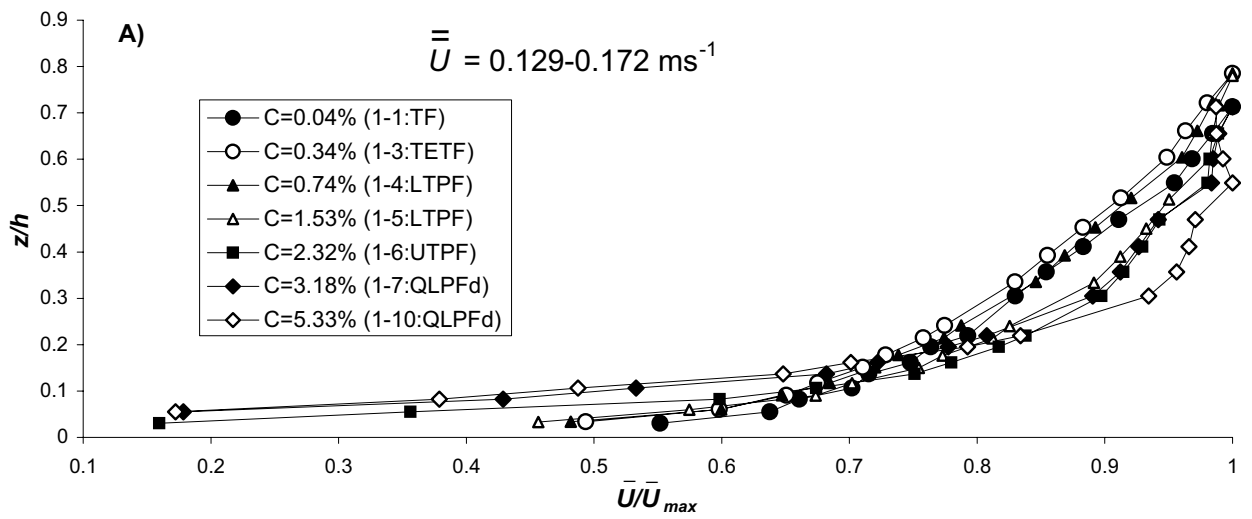 A)
U = 0.129-0.172 ms-1
C=0.04% (1-1:TF)
C=0.34% (1-3:TETF)
C=0.74% (1-4:LTPF)
C=1.53% (1-5:LTPF)
C=2.32% (1-6:UTPF)
C=3.18% (1-7:QLPFd)
C=5.33% (1-10:QLPFd)
z/h
0.9
0.8
0.7
0.6
0.5
0.4
0.3
0.2
0.1
0
0.1 0.2 0.3 0.4 0.5 0.6 0.7 0.8 0.9 1
Ū/Ū max